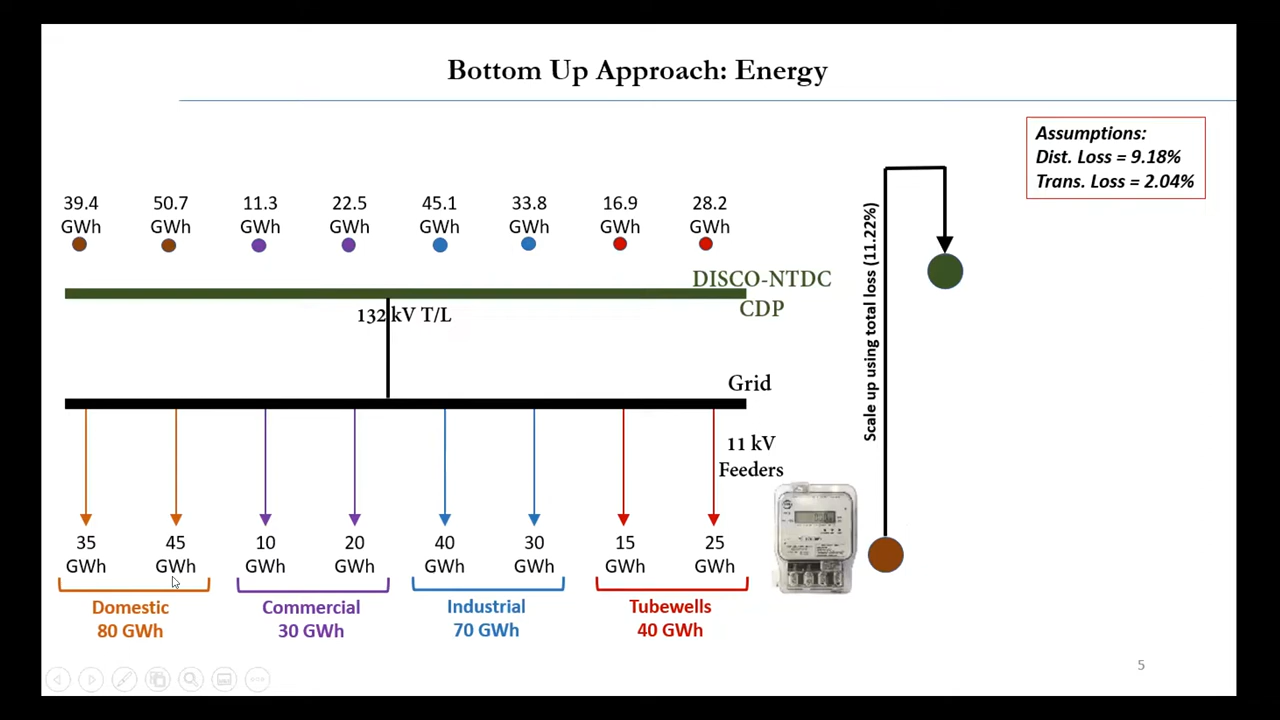 Bottom Up Approach: Energy
Assumptions:
Dist. Loss = 9.18%
Trans. Loss = 2.04%
39.4
GWh
50.7
GWh
11.3
GWh
22.5
GWh
45.1
GWh
33.8
GWh
16.9
GWh
28.2
GWh
DISCO-NTDC
CDP
132 kV T/L
Scale up using total loss (11.22%)
Grid
11 kV
Feeders
35
GWh
45
GWh
10
GWh
20
GWh
40
GWh
30
GWh
15
GWh
25
GWh
Domestic
80 GWh
Commercial
30 GWh
Industrial
70 GWh
Tubewells
40 GWh
5